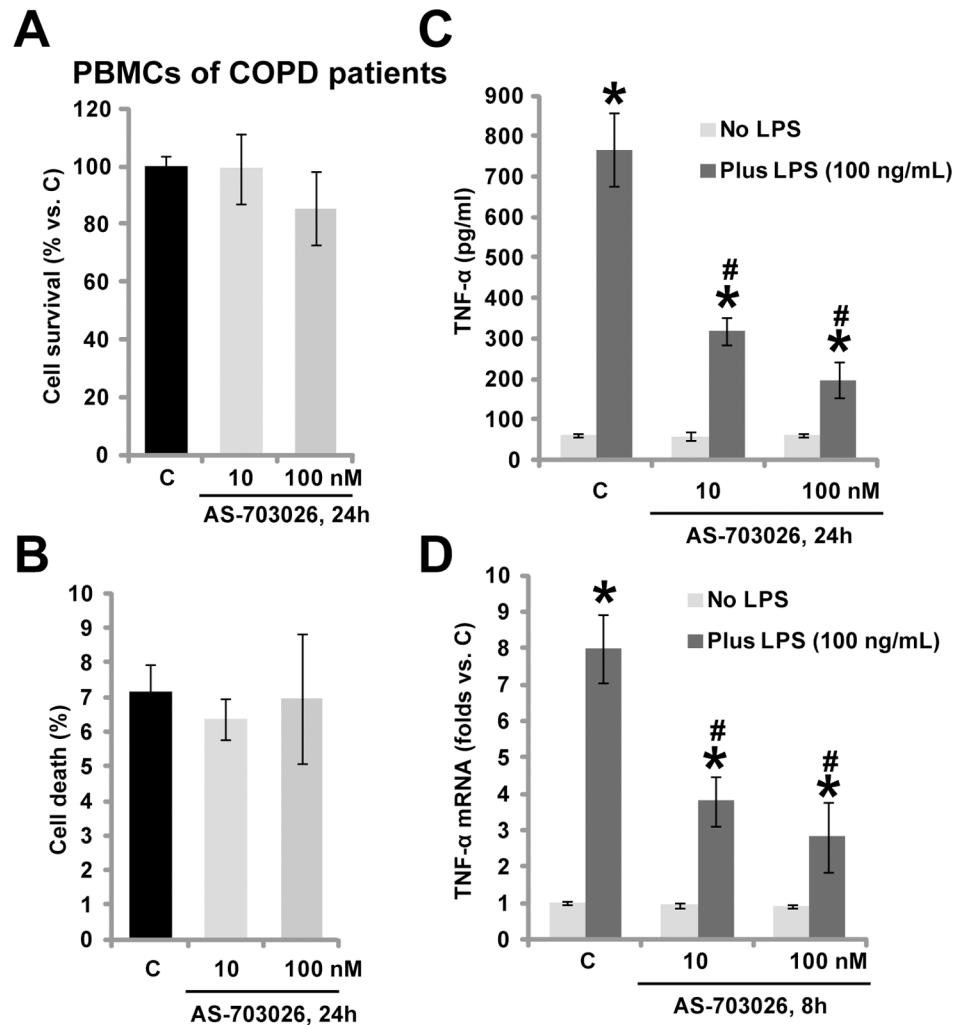 A
PBMCs of COPD patients
Cell survival (% vs. C)
120
100
80
60
40
20
0
C
10
100 nM
AS-703026, 24h
B
Cell death (%)
10
9
8
7
6
5
4
3
2
1
0
C
10
100 nM
AS-703026, 24h
C
TNF-α (pg/ml)
900
800
700
600
500
400
300
200
100
0
No LPS
Plus LPS (100 ng/mL)
*
#
*
#
*
C
10
100 nM
AS-703026, 24h
D
TNF-α mRNA (folds vs. C)
10
9
8
7
6
5
4
3
2
1
0
No LPS
Plus LPS (100 ng/mL)
*
#
*
#
*
C
10
100 nM
AS-703026, 8h